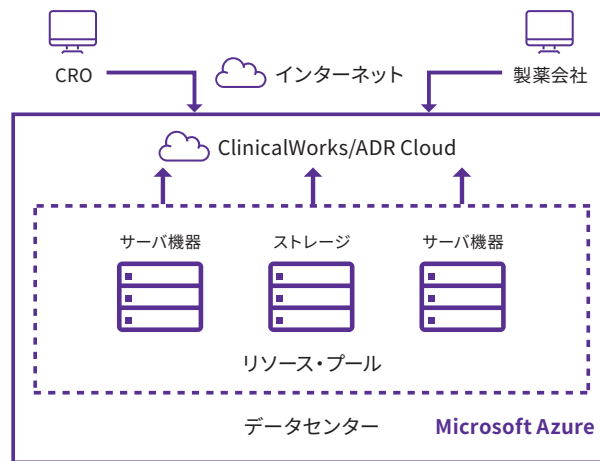 CRO
インターネット
製薬会社
ClinicalWorks/ADR Cloud
サーバ機器
ストレージ
サーバ機器
リソース・プール
データセンター
Microsoft Azure